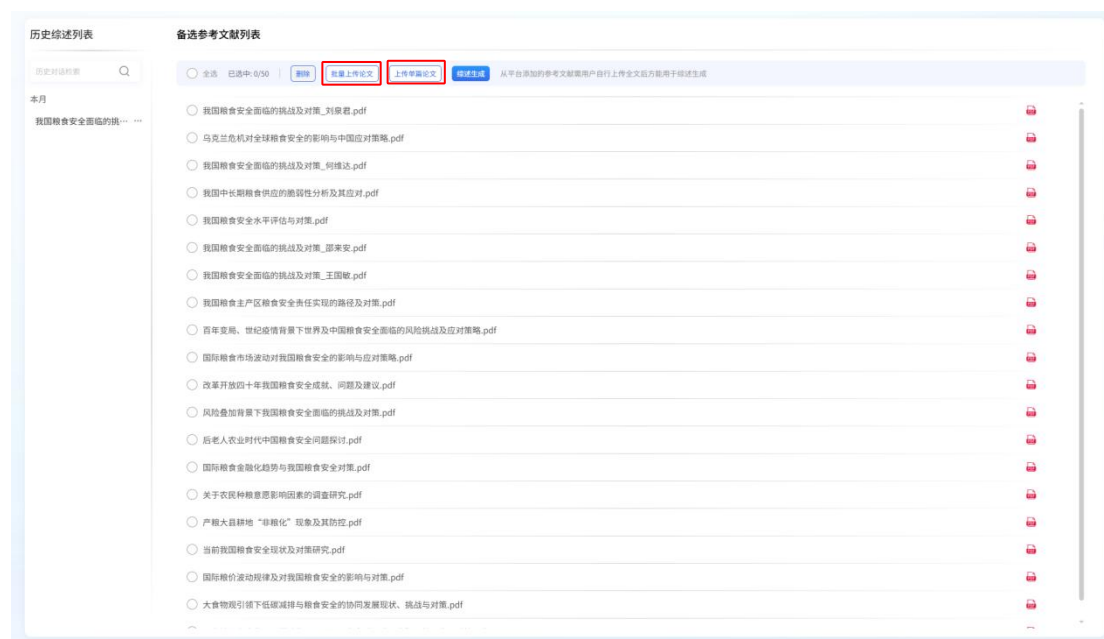 历史综述列表
备选参考文献列表
历史对话检索
全选 已选中: 0/50 删除 批量上传论文 上传单篇论文 综述生成 从平台添加的参考文献需用户自行上传全文后方能用于综述生成
本月
我国粮食安全面临的挑… …
我国粮食安全面临的挑战及对策_刘泉君.pdf
乌克兰危机对全球粮食安全的影响与中国应对策略.pdf
我国粮食安全面临的挑战及对策_何维达.pdf
我国中长期粮食供应的脆弱性分析及其应对.pdf
我国粮食安全水平评估与对策.pdf
我国粮食安全面临的挑战及对策_邵来安.pdf
我国粮食安全面临的挑战及对策_王国敏.pdf
我国粮食主产区粮食安全责任实现的路径及对策.pdf
百年变局、世纪疫情背景下世界及中国粮食安全面临的风险挑战及应对策略.pdf
国际粮食市场波动对我国粮食安全的影响与应对策略.pdf
改革开放四十年我国粮食安全成就、问题及建议.pdf
风险叠加背景下我国粮食安全面临的挑战及对策.pdf
后老人农业时代中国粮食安全问题探讨.pdf
国际粮食金融化趋势与我国粮食安全对策.pdf
关于农民种粮意愿影响因素的调查研究.pdf
产粮大县耕地“非粮化”现象及其防控.pdf
当前我国粮食安全现状及对策研究.pdf
国际粮价波动规律及对我国粮食安全的影响与对策.pdf
大食物观引领下低碳减排与粮食安全的协同发展现状、挑战与对策.pdf